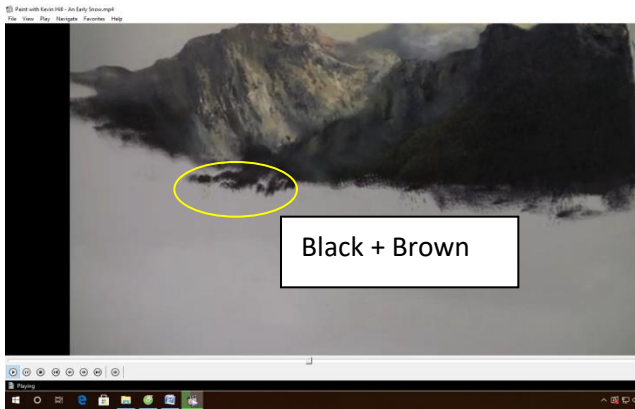 Paint with Kevin Hill - An Early Snow.mp4
File View Play Navigate Favorites Help
Black + Brown
Playing